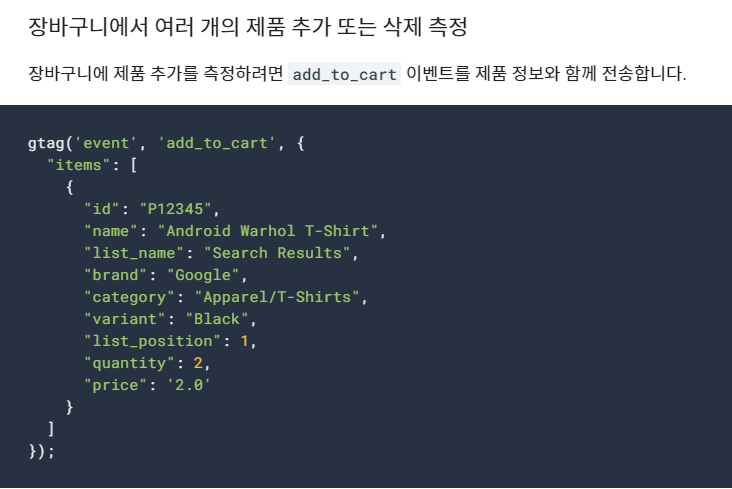 장바구니에서 여러 개의 제품 추가 또는 삭제 측정
장바구니에 제품 추가를 측정하려면 add_to_cart 이벤트를 제품 정보와 함께 전송합니다.
gtag('event', 'add_to_cart', {
  "items": [
    {
      "id": "P12345",
      "name": "Android Warhol T-Shirt",
      "list_name": "Search Results",
      "brand": "Google",
      "category": "Apparel/T-Shirts",
      "variant": "Black",
      "list_position": 1,
      "quantity": 2,
      "price": '2.0'
    }
  ]
});